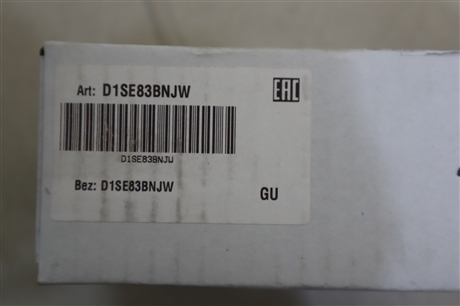 Art: D1SE83BNJW
EAC
D1SE83BNJW
Bez: D1SE83BNJW
GU